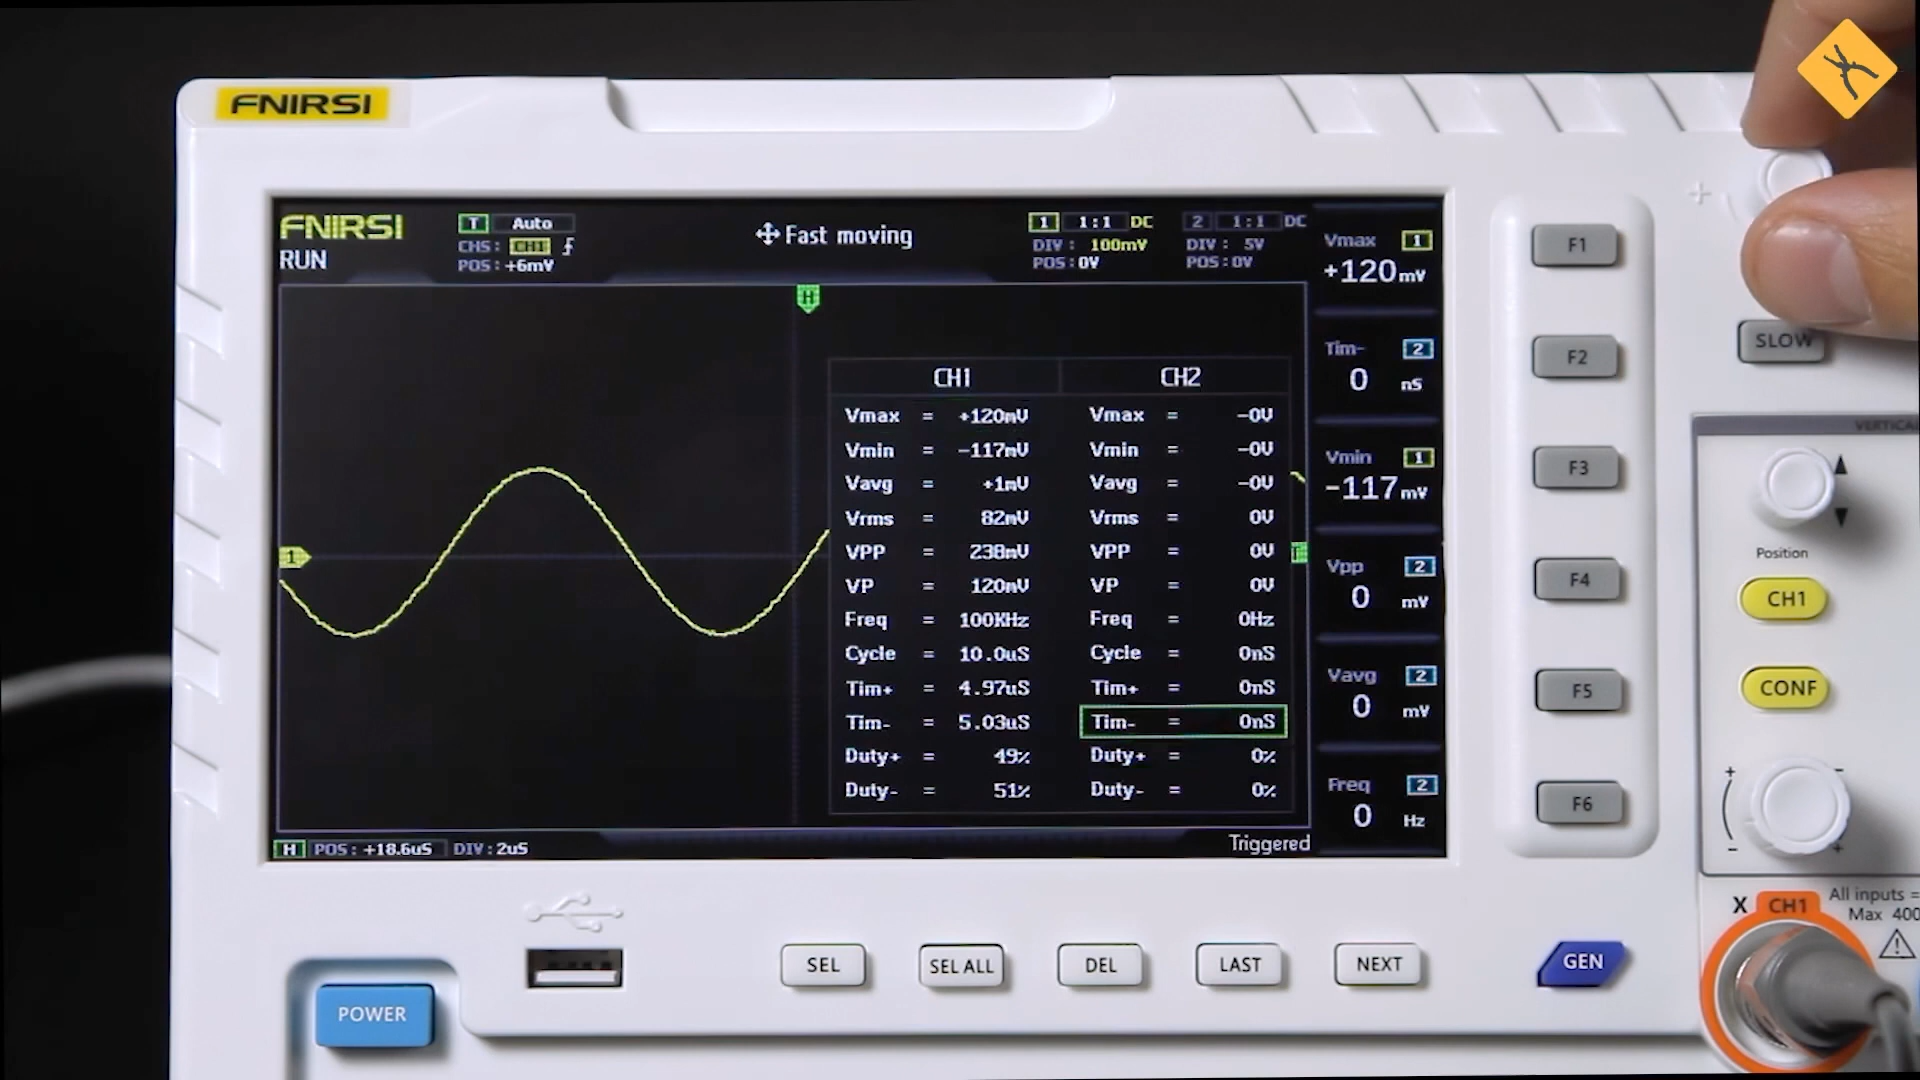 FNIRSI
FNIRSI
RUN
T Auto
CHS: CH1
POS: +6mV
Fast moving
1 1:1 DC
DIV: 100mV
POS: 0V
2 1:1 DC
DIV: 5V
POS: 0V
H
CH1 CH2
Vmax = +120mV Vmax = -0V
Vmin = -117mV Vmin = -0V
Vavg = +1mV Vavg = -0V
Vrms = 82mV Vrms = 0V
VPP = 238mV VPP = 0V
VP = 120mV VP = 0V
Freq = 100KHz Freq = 0Hz
Cycle = 10.0uS Cycle = 0nS
Tim+ = 4.97uS Tim+ = 0nS
Tim- = 5.03uS Tim- = 0nS
Duty+ = 49% Duty+ = 0%
Duty- = 51% Duty- = 0%
1
T
H POS: +18.6uS DIV: 2uS
Triggered
Vmax 1
+120 mV
Tim- 2
0 nS
Vmin 1
-117 mV
Vpp 2
0 mV
Vavg 2
0 mV
Freq 2
0 Hz
F1
F2
F3
F4
F5
F6
SLOW
VERTICAL
Position
CH1
CONF
X CH1
All inputs =
Max 400
POWER
SEL
SEL ALL
DEL
LAST
NEXT
GEN